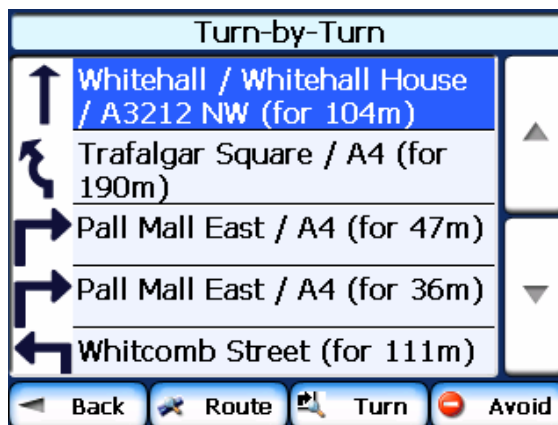 Turn-by-Turn
Whitehall / Whitehall House
/ A3212 NW (for 104m)
Trafalgar Square / A4 (for
190m)
Pall Mall East / A4 (for 47m)
Pall Mall East / A4 (for 36m)
Whitcomb Street (for 111m)
Back Route Turn Avoid